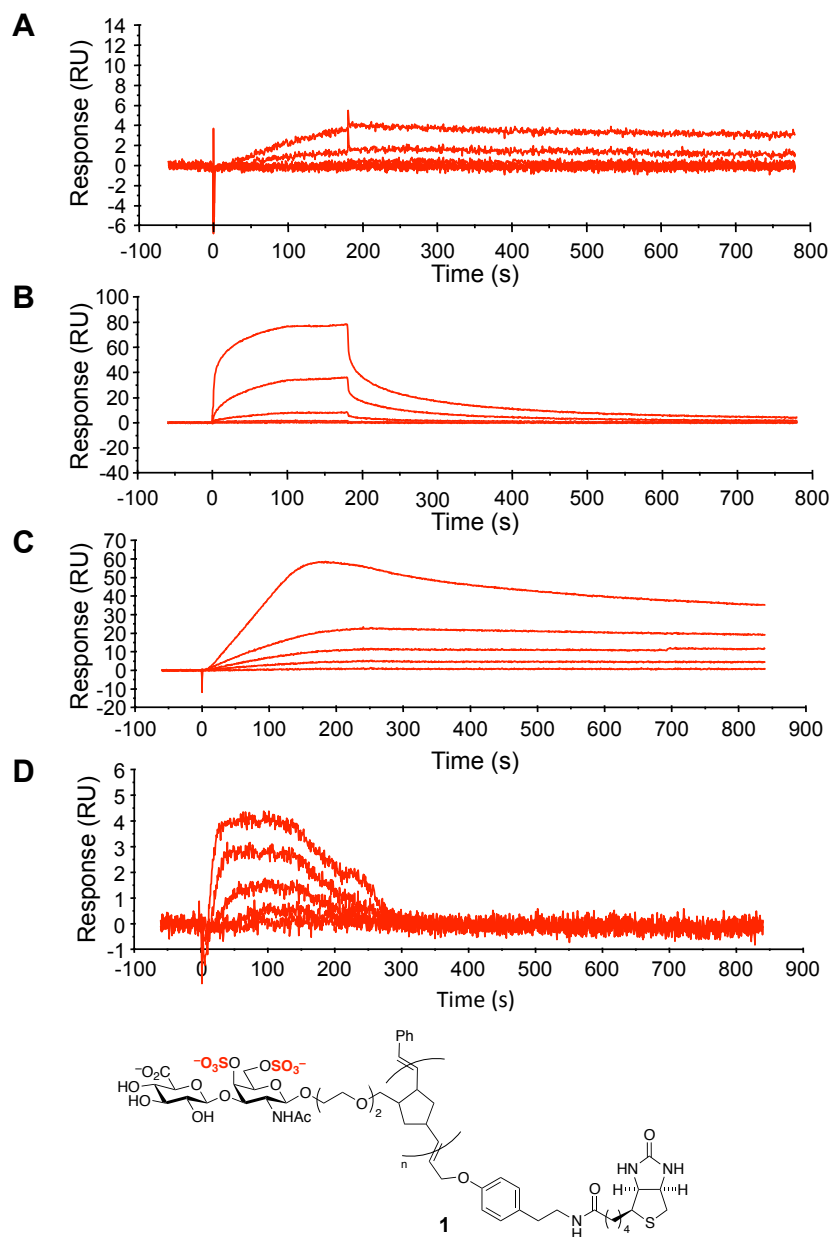 A
Response (RU)
14
12
10
8
6
4
2
0
-2
-4
-6
-100 0 100 200 300 400 500 600 700 800
Time (s)
B
Response (RU)
100
80
60
40
20
0
-20
-40
-100 0 100 200 300 400 500 600 700 800
Time (s)
C
Response (RU)
70
60
50
40
30
20
10
0
-10
-20
-100 0 100 200 300 400 500 600 700 800 900
Time (s)
D
Response (RU)
6
5
4
3
2
1
0
-1
-100 0 100 200 300 400 500 600 700 800 900
Time (s)
Ph
⁻O₃S OSO₃⁻
⁻O₂C O
HO O O O O 2
HO O NHAc
OH
n
O
O
HN NH
O H H
N
H 4 S
1